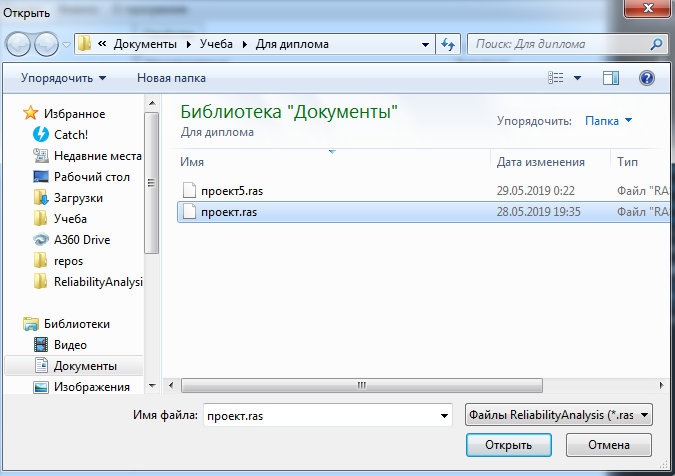 Открыть
« Документы Учеба Для диплома
Поиск: Для диплома
Упорядочить
Новая папка
Избранное
Catch!
Недавние места
Рабочий стол
Загрузки
Учеба
A360 Drive
repos
ReliabilityAnalysi
Библиотеки
Видео
Документы
Изображения
Библиотека "Документы"
Для диплома
Упорядочить: Папка
Имя Дата изменения Тип
проект5.ras 29.05.2019 0:22 Файл "RA
проект.ras 28.05.2019 19:35 Файл "RA
Имя файла: проект.ras
Файлы ReliabilityAnalysis (*.ras
Открыть
Отмена